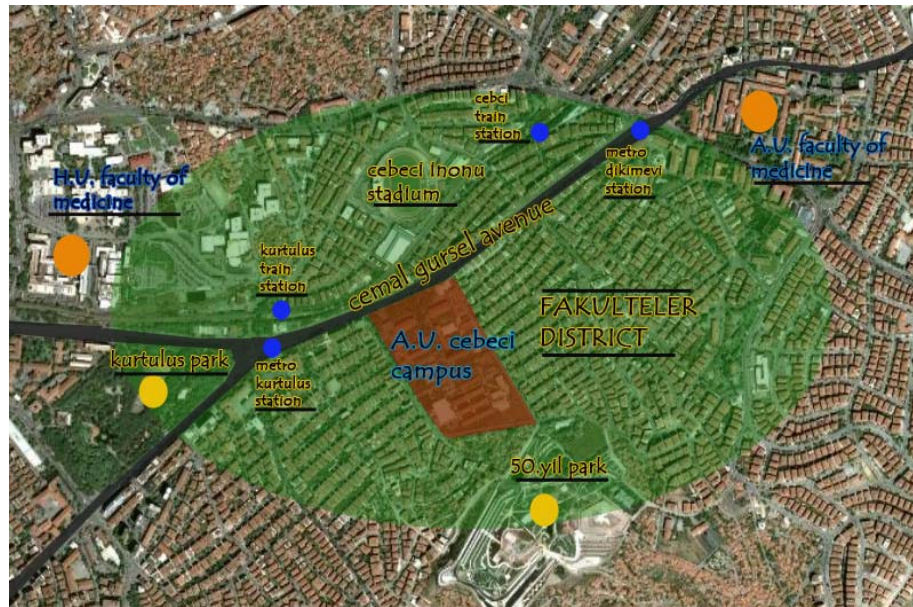 cebci
train
station
metro
dikimevi
station
A.U. faculty of
medicine
H.U. faculty of
medicine
cebeci inonu
stadium
kurtulus
train
station
cemal gursel avenue
FAKULTELER
DISTRICT
A.U. cebeci
campus
kurtulus park
metro
kurtulus
station
50.yil park